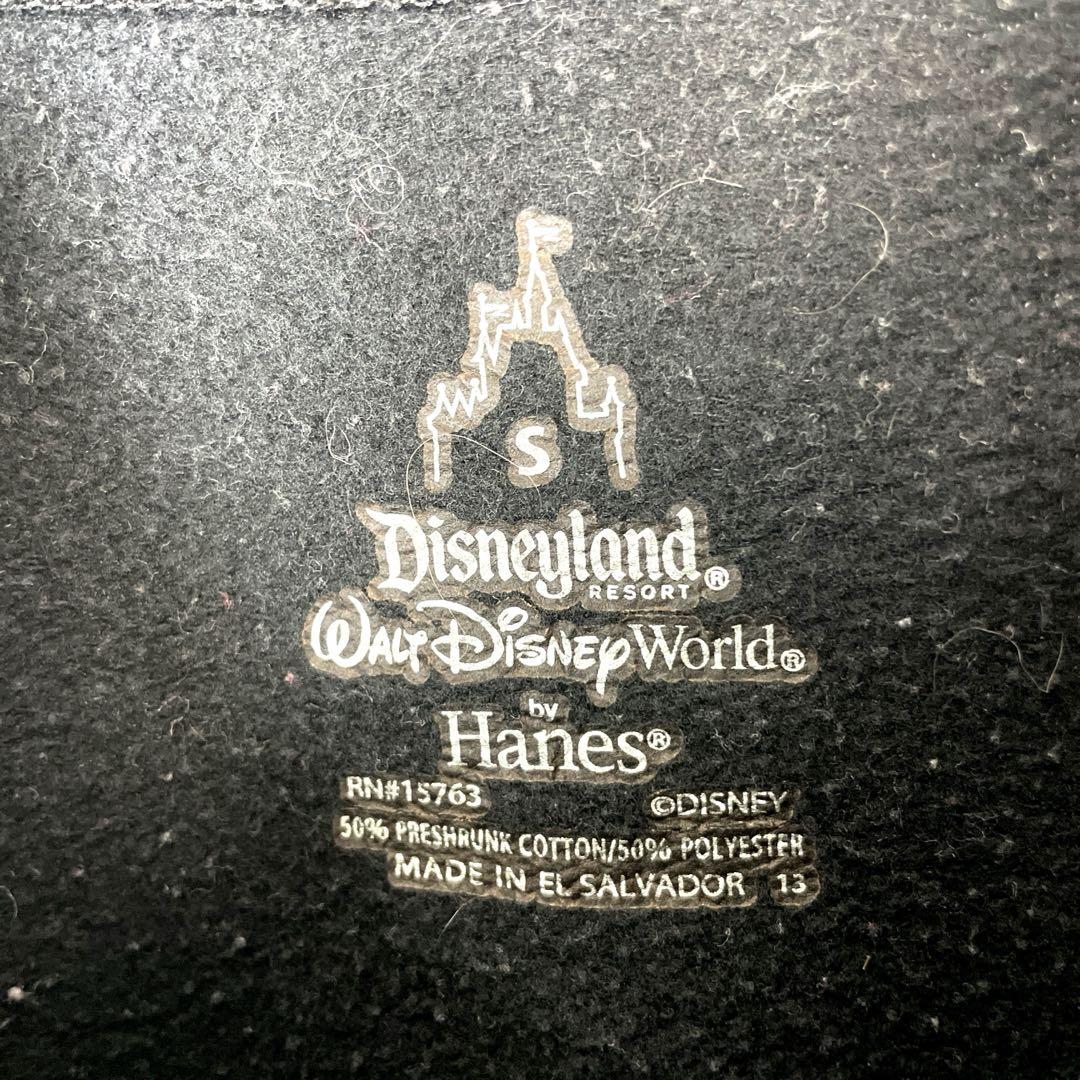 S
Disneyland®
RESORT
WALT DISNEY World®
by
Hanes®
RN#15763 ©DISNEY
50% PRESHRUNK COTTON/50% POLYESTER
MADE IN EL SALVADOR 13